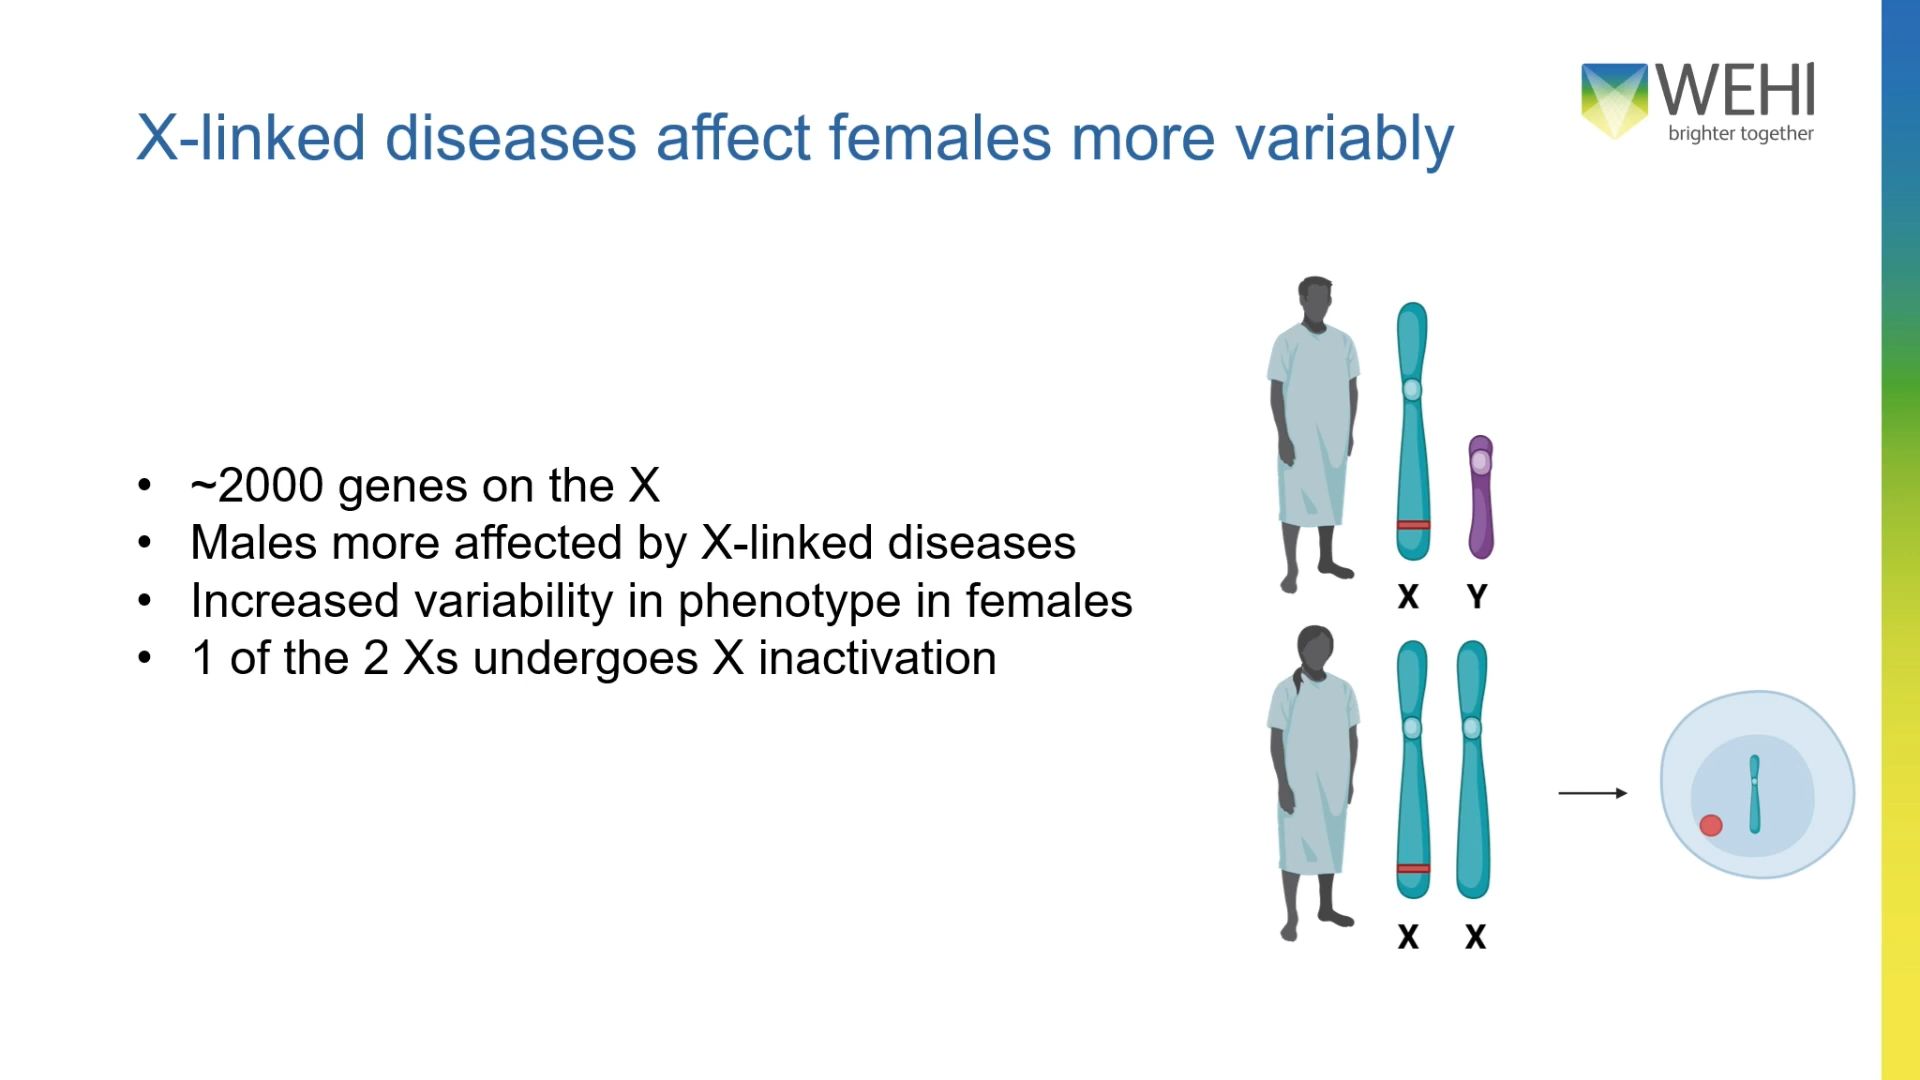 X-linked diseases affect females more variably
WEHI
brighter together
• ~2000 genes on the X
• Males more affected by X-linked diseases
• Increased variability in phenotype in females
• 1 of the 2 Xs undergoes X inactivation
X Y
X X